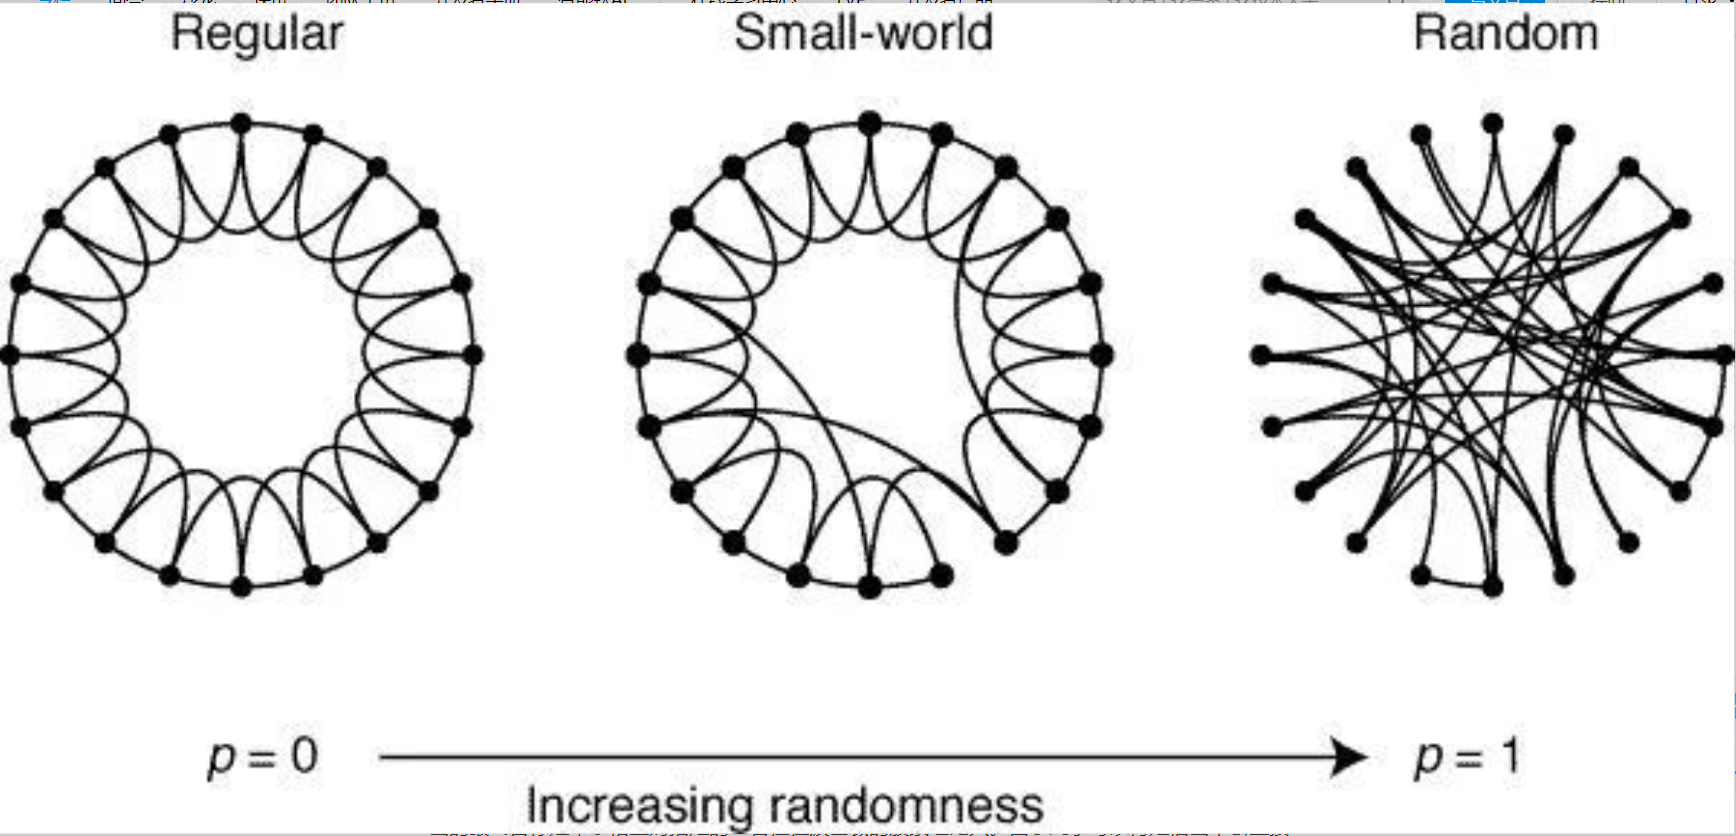 Regular
Small-world
Random
p = 0
p = 1
Increasing randomness